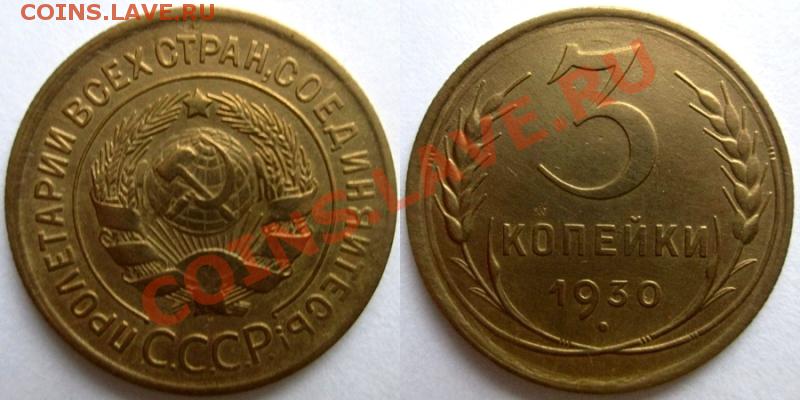 COINS.LAVE.RU
ПРОЛЕТАРИИ ВСЕХ СТРАН, СОЕДИНЯЙТЕСЬ!
С.С.С.Р.
3
КОПЕЙКИ
1930
COINS.LAVE.RU